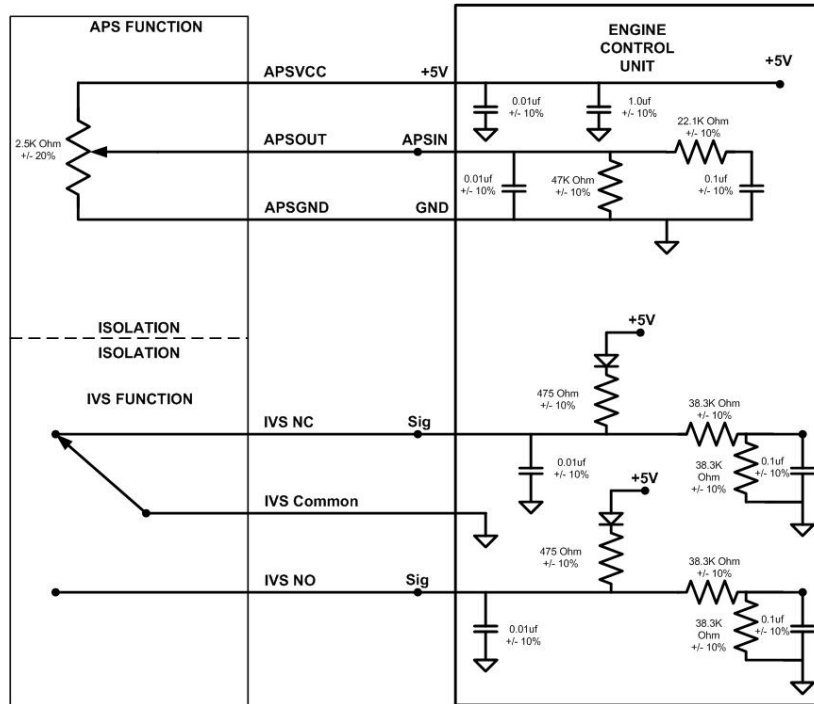 APS FUNCTION
ENGINE
CONTROL
UNIT
APSVCC
+5V
+5V
0.01uf
+/- 10%
1.0uf
+/- 10%
22.1K Ohm
+/- 10%
2.5K Ohm
+/- 20%
APSOUT
APSIN
0.01uf
+/- 10%
47K Ohm
+/- 10%
0.1uf
+/- 10%
APSGND
GND
ISOLATION
ISOLATION
+5V
IVS FUNCTION
475 Ohm
+/- 10%
38.3K Ohm
+/- 10%
IVS NC
Sig
0.01uf
+/- 10%
38.3K
Ohm
+/- 10%
0.1uf
+/- 10%
+5V
IVS Common
475 Ohm
+/- 10%
38.3K Ohm
+/- 10%
IVS NO
Sig
0.01uf
+/- 10%
38.3K
Ohm
+/- 10%
0.1uf
+/- 10%